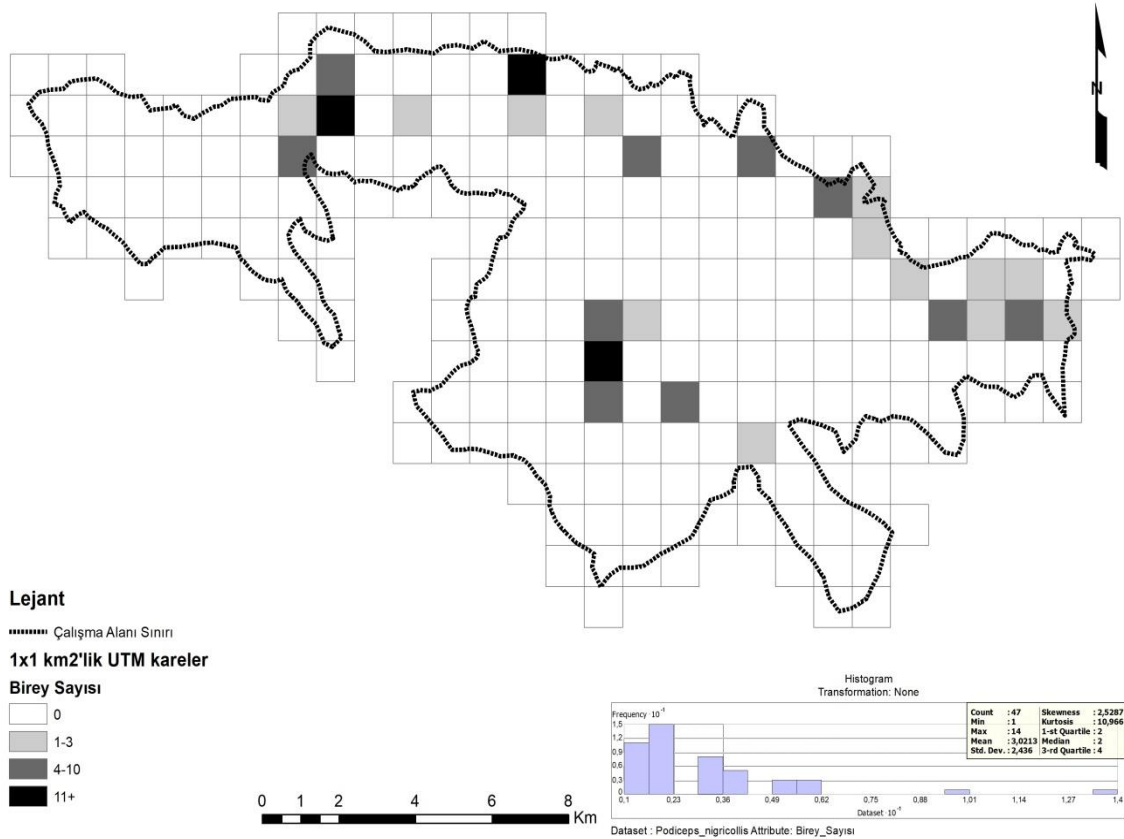 N
Lejant
Çalışma Alanı Sınırı
1x1 km2'lik UTM kareler
Birey Sayısı
0
1-3
4-10
11+
0 1 2 4 6 8
Km
Histogram
Transformation: None
Frequency ·10⁻¹
1,5
1,2
0,9
0,6
0,3
0
0,1 0,23 0,36 0,49 0,62 0,75 0,88 1,01 1,14 1,27 1,4
Dataset ·10⁻¹
Count : 47 Skewness : 2,5287
Min : 1 Kurtosis : 10,966
Max : 14 1-st Quartile : 2
Mean : 3,0213 Median : 2
Std. Dev. : 2,436 3-rd Quartile : 4
Dataset : Podiceps_nigricollis Attribute: Birey_Sayısı